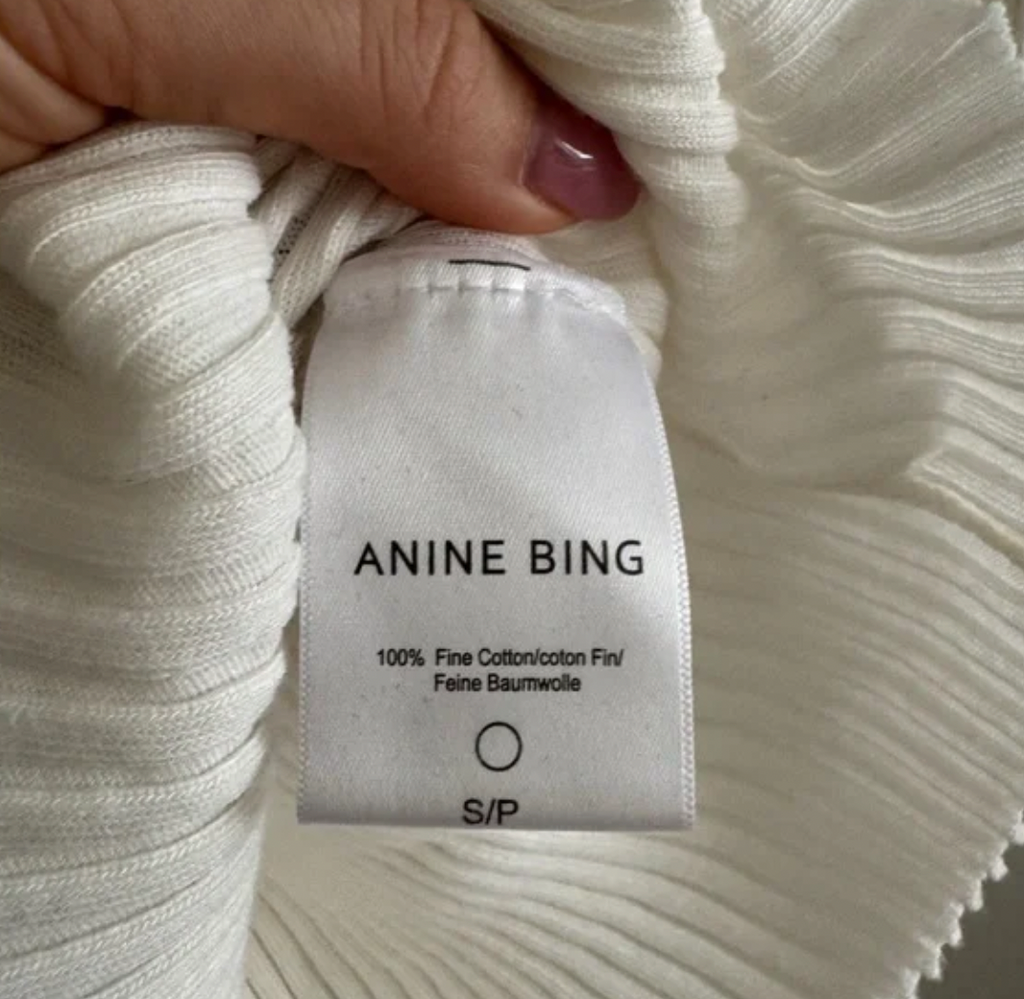 ANINE BING
100% Fine Cotton/coton Fin/
Feine Baumwolle
S/P